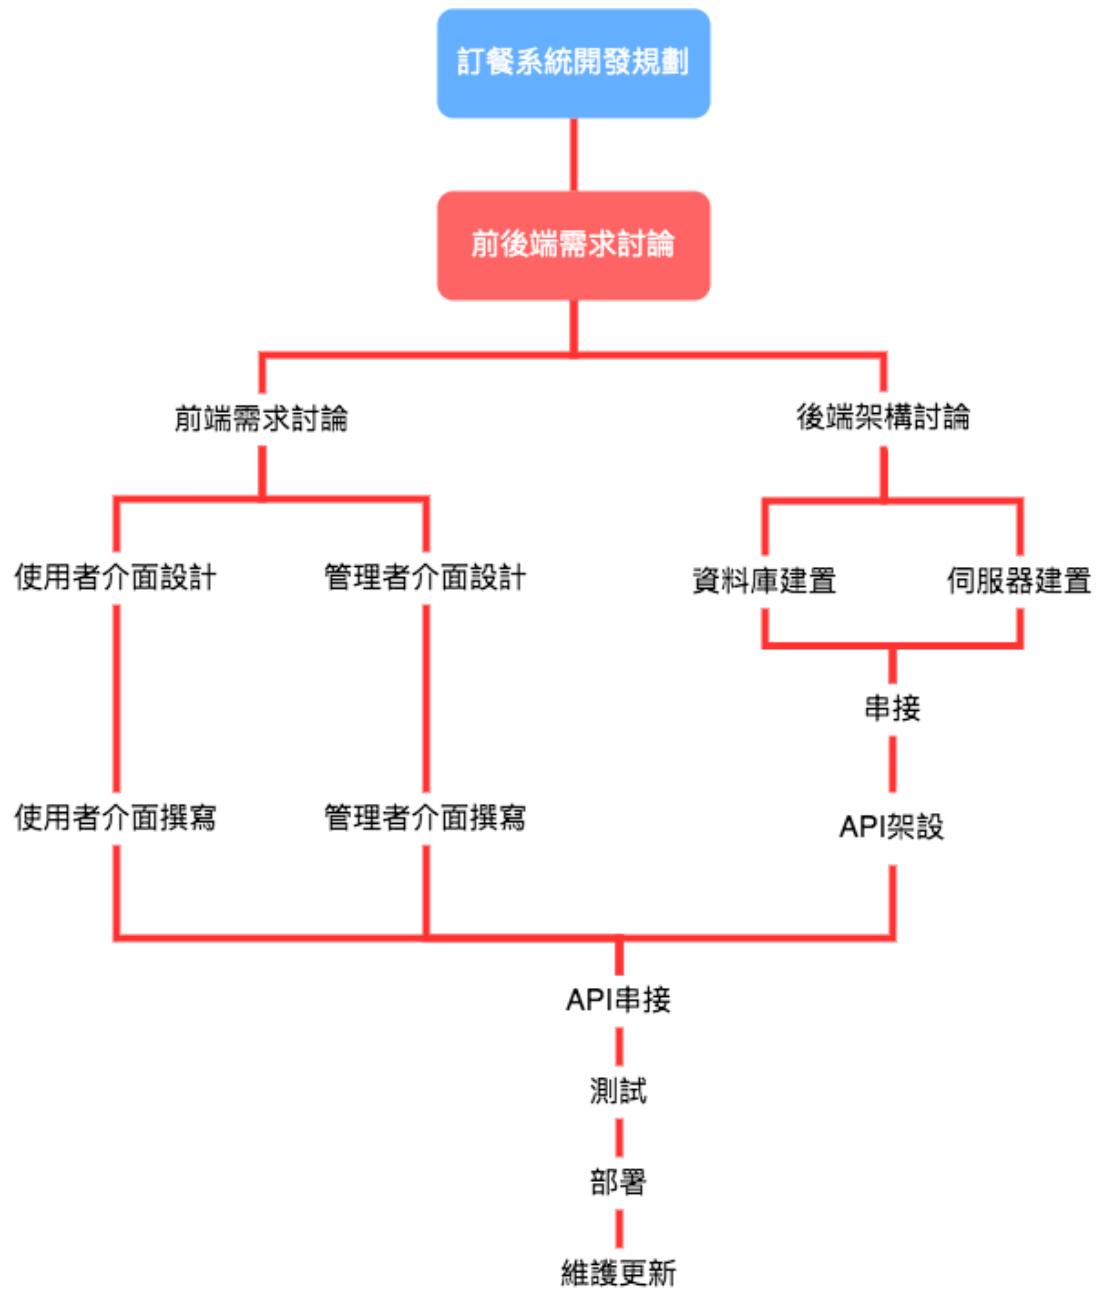 訂餐系統開發規劃
前後端需求討論
前端需求討論
後端架構討論
使用者介面設計
管理者介面設計
資料庫建置
伺服器建置
串接
使用者介面撰寫
管理者介面撰寫
API架設
API串接
測試
部署
維護更新